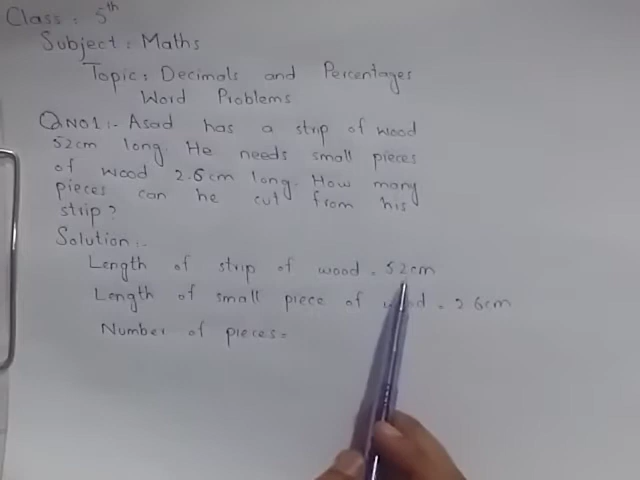 Class: 5th
Subject: Maths
Topic: Decimals and Percentages
Word Problems
QNO1:- Asad has a strip of wood
52cm long. He needs small pieces
of wood 2.6cm long. How many
pieces can he cut from his
strip?
Solution:-
Length of strip of wood = 52cm
Length of small piece of wood = 2.6cm
Number of pieces=